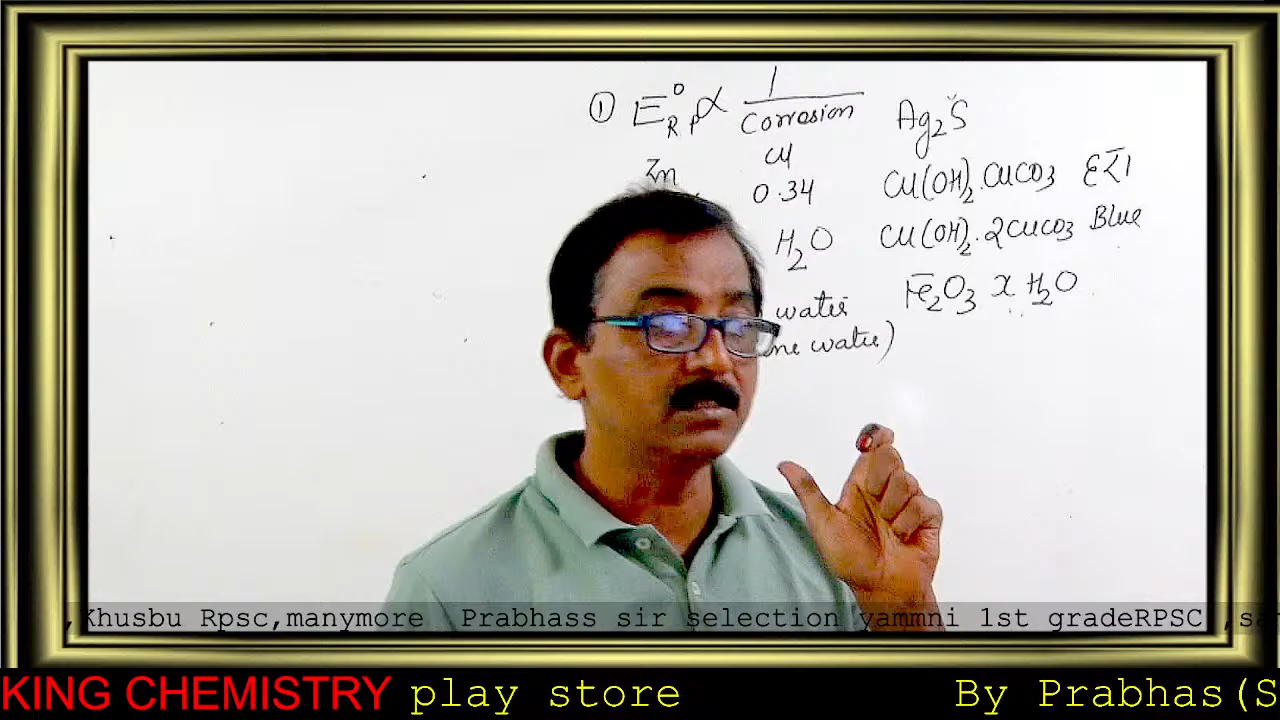 ① E⁰R.P ∝ 1/Corrosion
Ag₂S
Zn Cu
0.34
Cu(OH)₂.CuCO₃ हरा
H₂O
Cu(OH)₂.2CuCO₃ Blue
water
Fe₂O₃ x H₂O
ne water)
,Khusbu Rpsc,manymore Prabhass sir selection yammni 1st gradeRPSC ,sa
KING CHEMISTRY play store By Prabhas(S